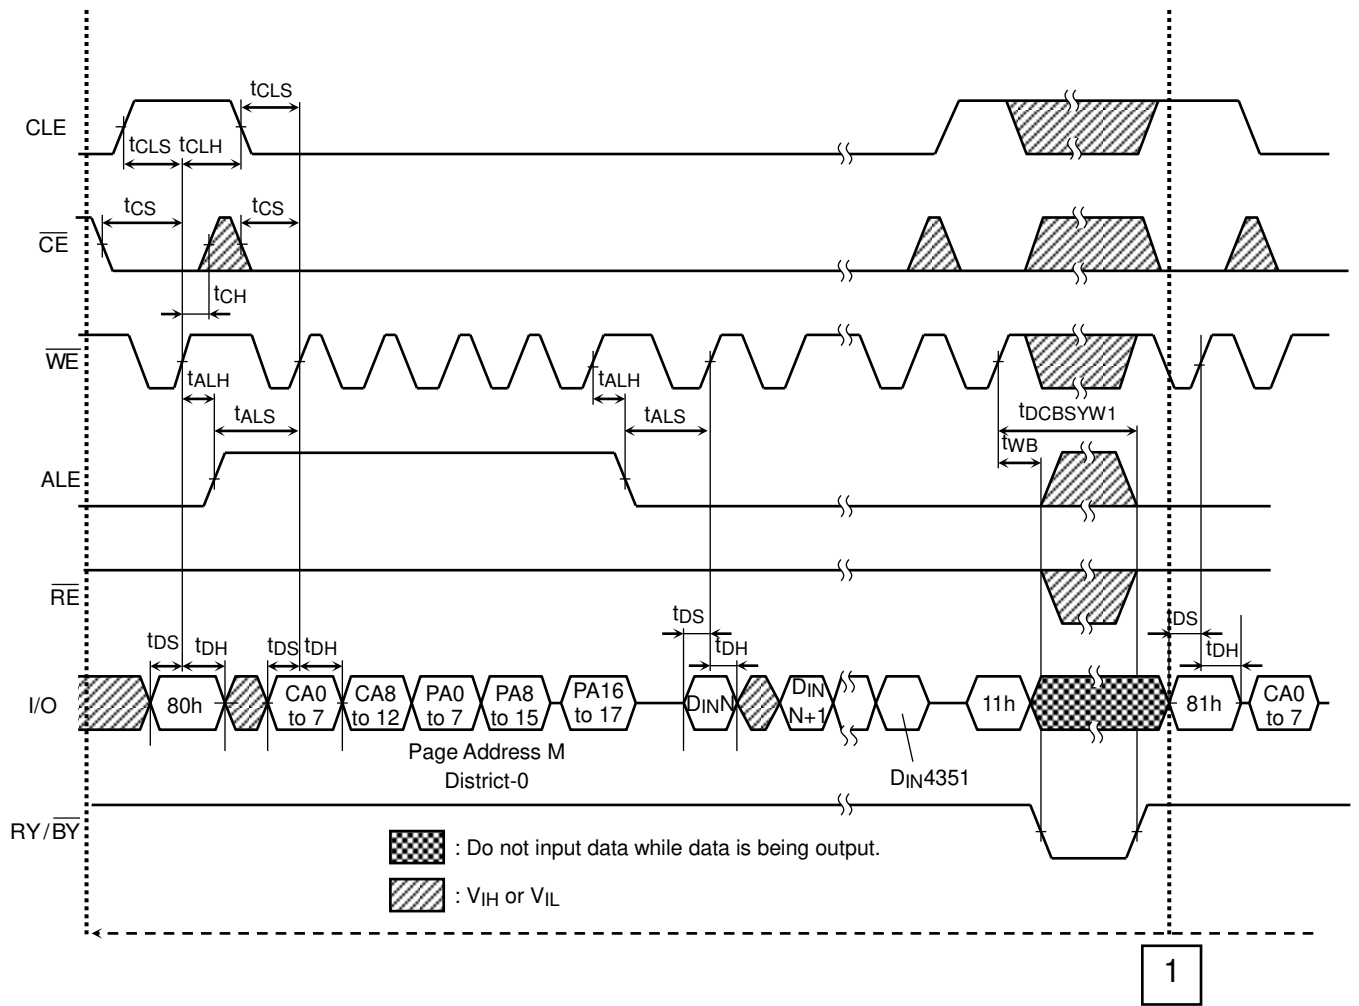 tCLS
CLE
tCLS tCLH
tCS tCS
CE
tCH
WE
tALH tALH
tALS tALS tDCBSYW1
tWB
ALE
RE
tDS tDH tDS tDH tDS tDH tDS tDH
I/O 80h CA0 to 7 CA8 to 12 PA0 to 7 PA8 to 15 PA16 to 17 DINN DIN N+1 11h 81h CA0 to 7
Page Address M
District-0
DIN4351
RY/BY
: Do not input data while data is being output.
: VIH or VIL
1